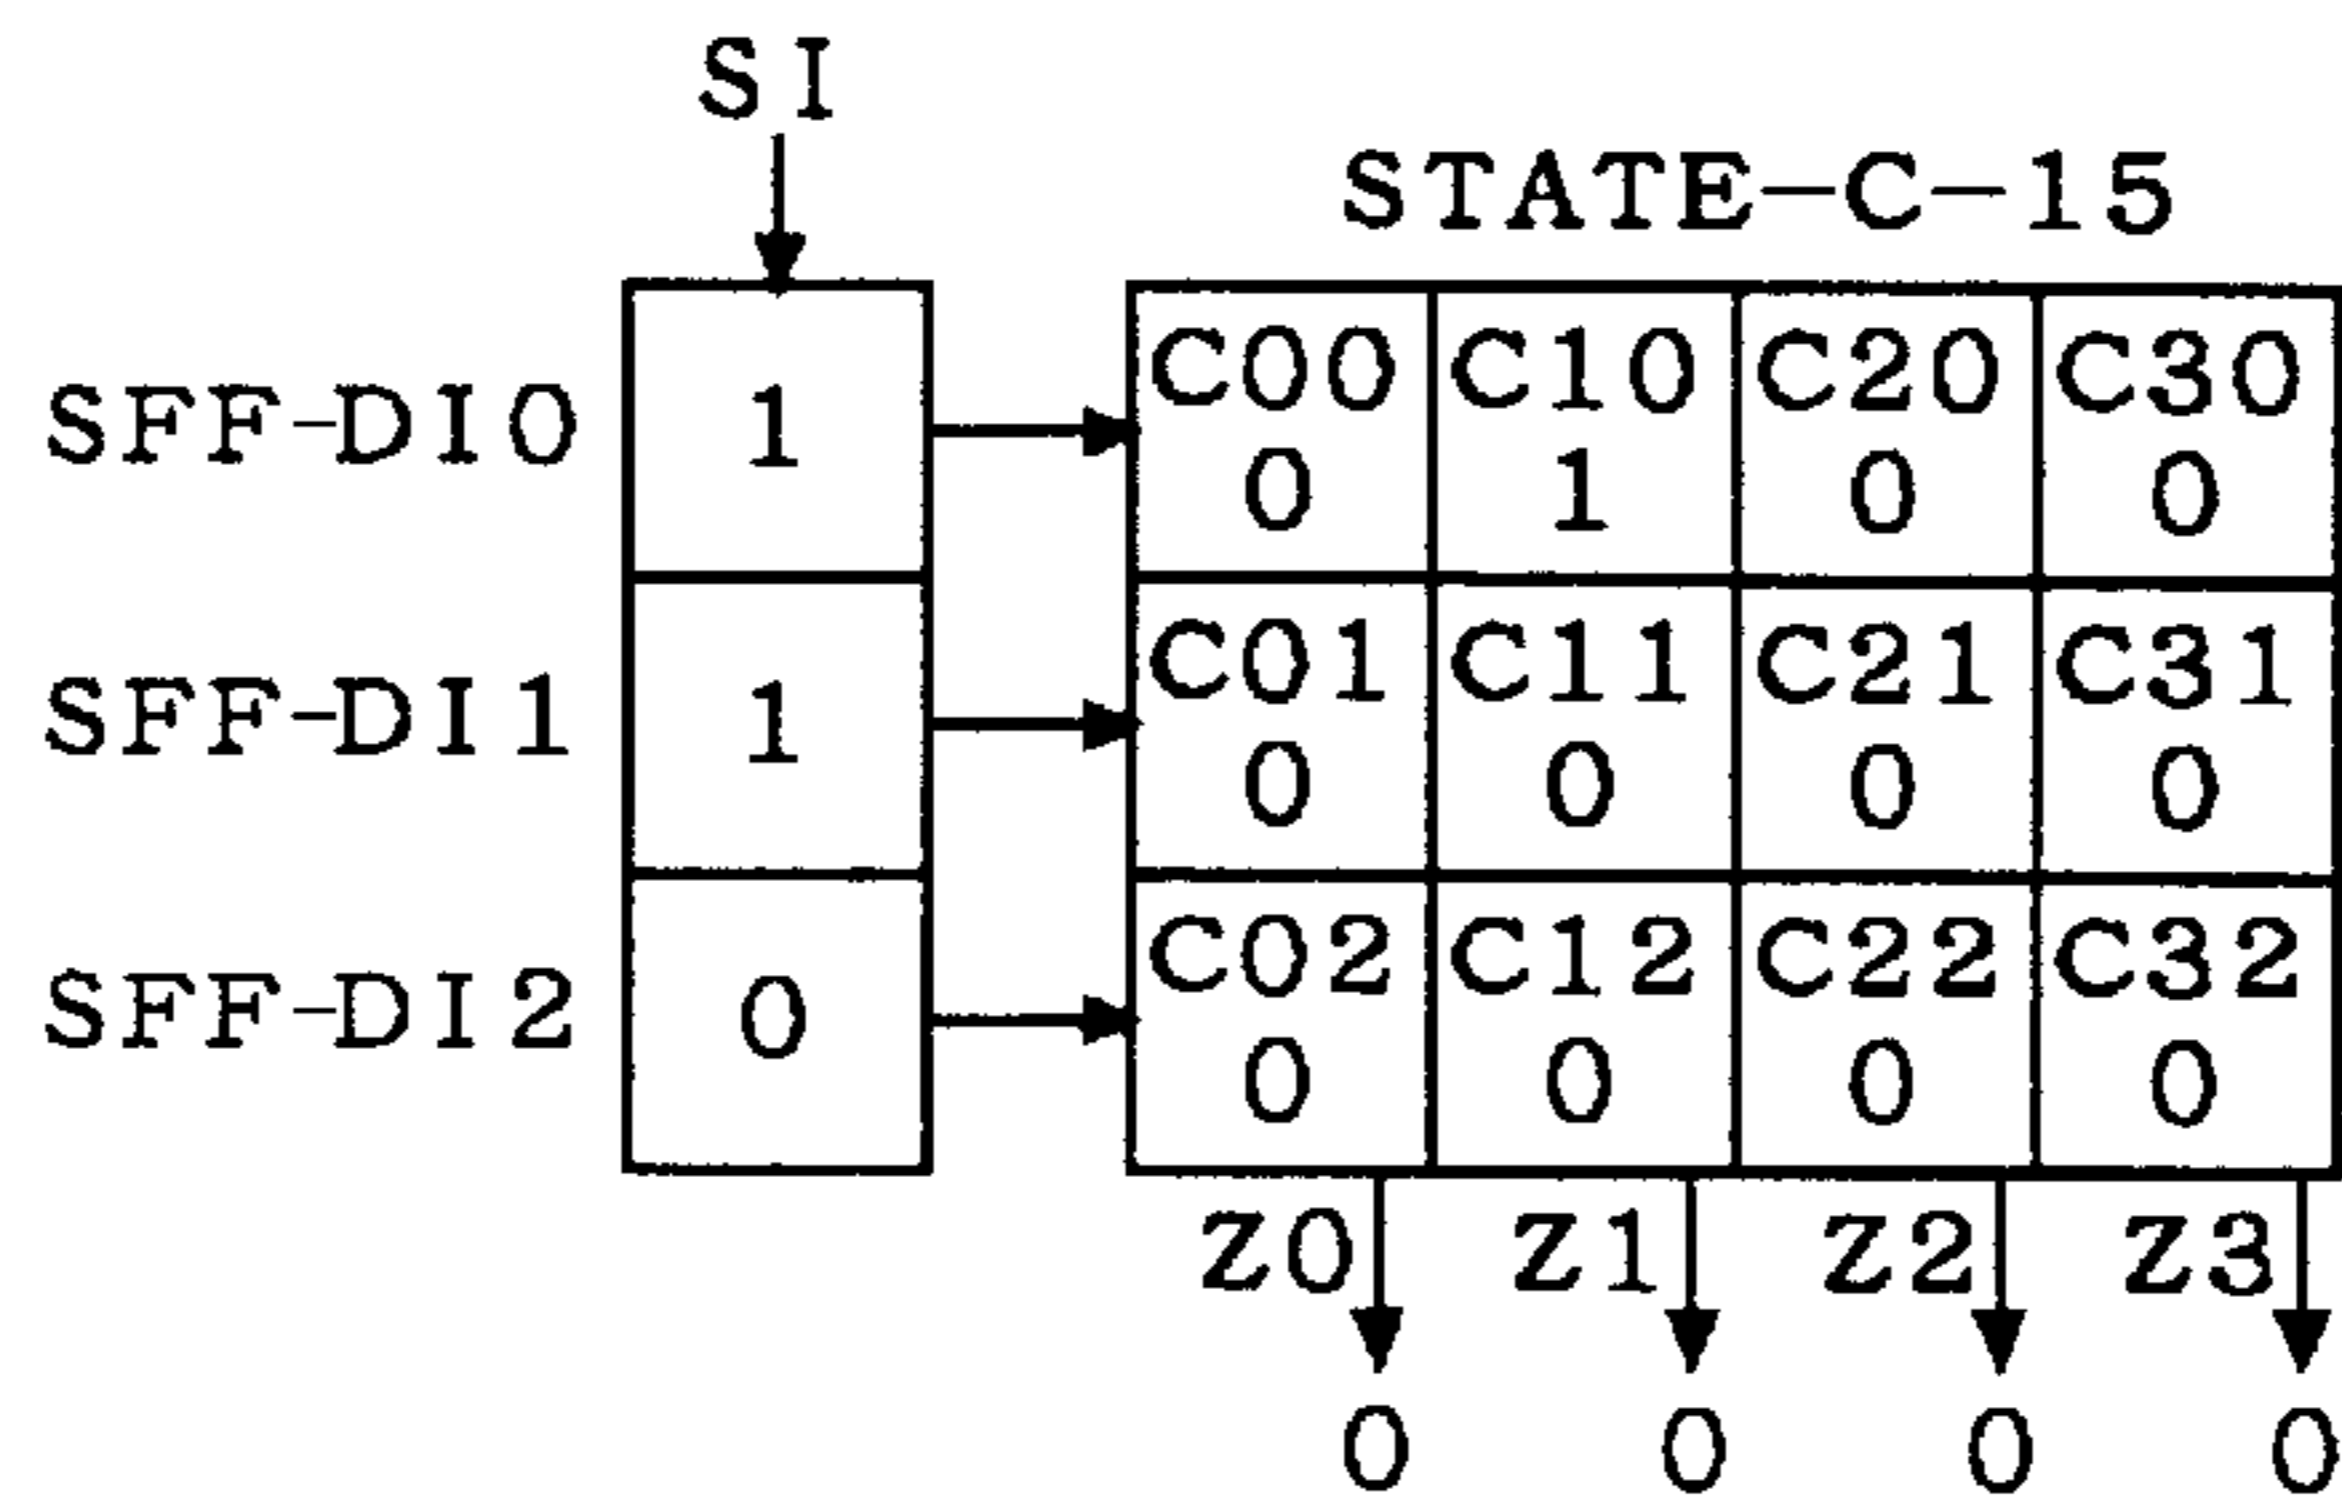 SI
STATE-C-15
C00 C10 C20 C30
SFF-DI0 1 0 1 0 0
C01 C11 C21 C31
SFF-DI1 1 0 0 0 0
C02 C12 C22 C32
SFF-DI2 0 0 0 0 0
Z0 Z1 Z2 Z3
0 0 0 0